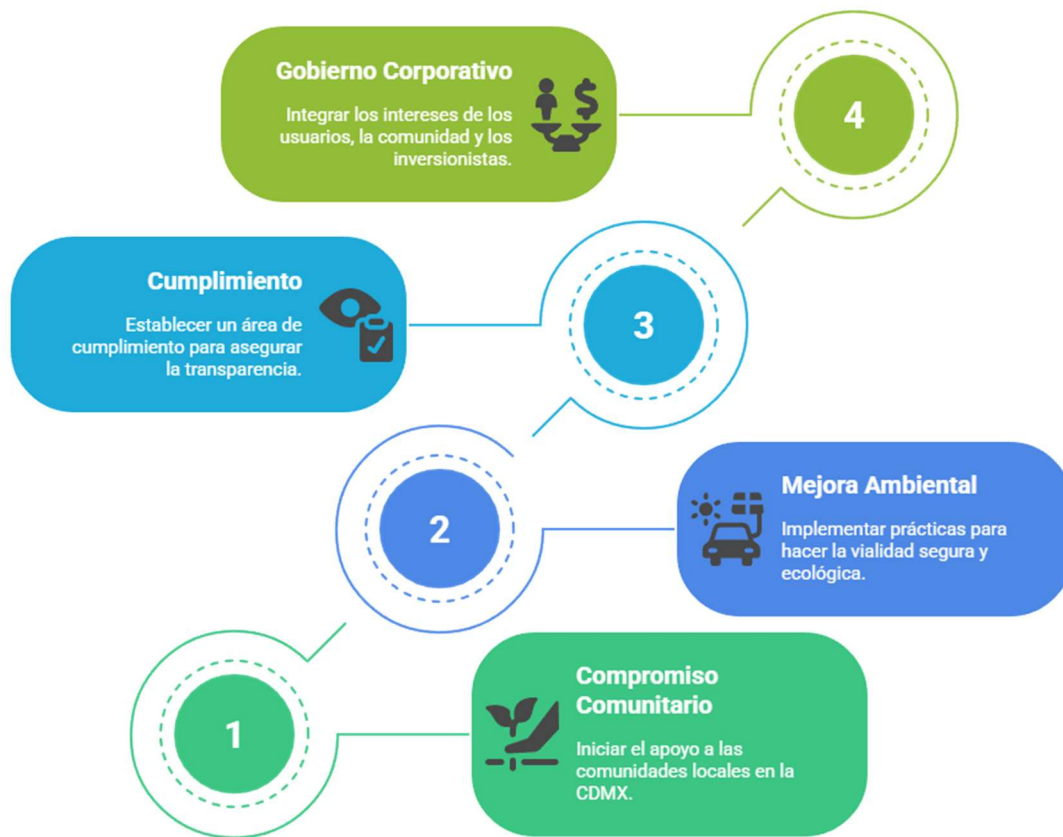 Gobierno Corporativo
Integrar los intereses de los
usuarios, la comunidad y los
inversionistas.
4
Cumplimiento
Establecer un área de
cumplimiento para asegurar
la transparencia.
3
2
Mejora Ambiental
Implementar prácticas para
hacer la vialidad segura y
ecológica.
1
Compromiso
Comunitario
Iniciar el apoyo a las
comunidades locales en la
CDMX.